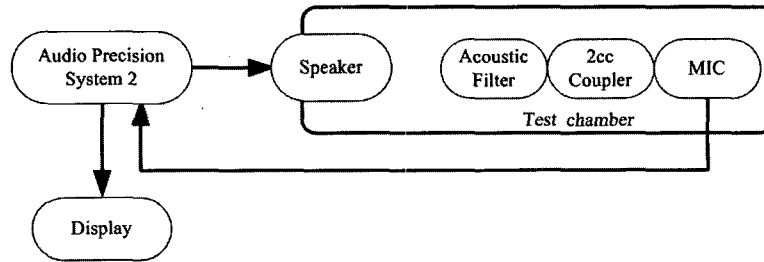 Audio Precision
System 2
Speaker
Acoustic
Filter
2cc
Coupler
MIC
Test chamber
Display